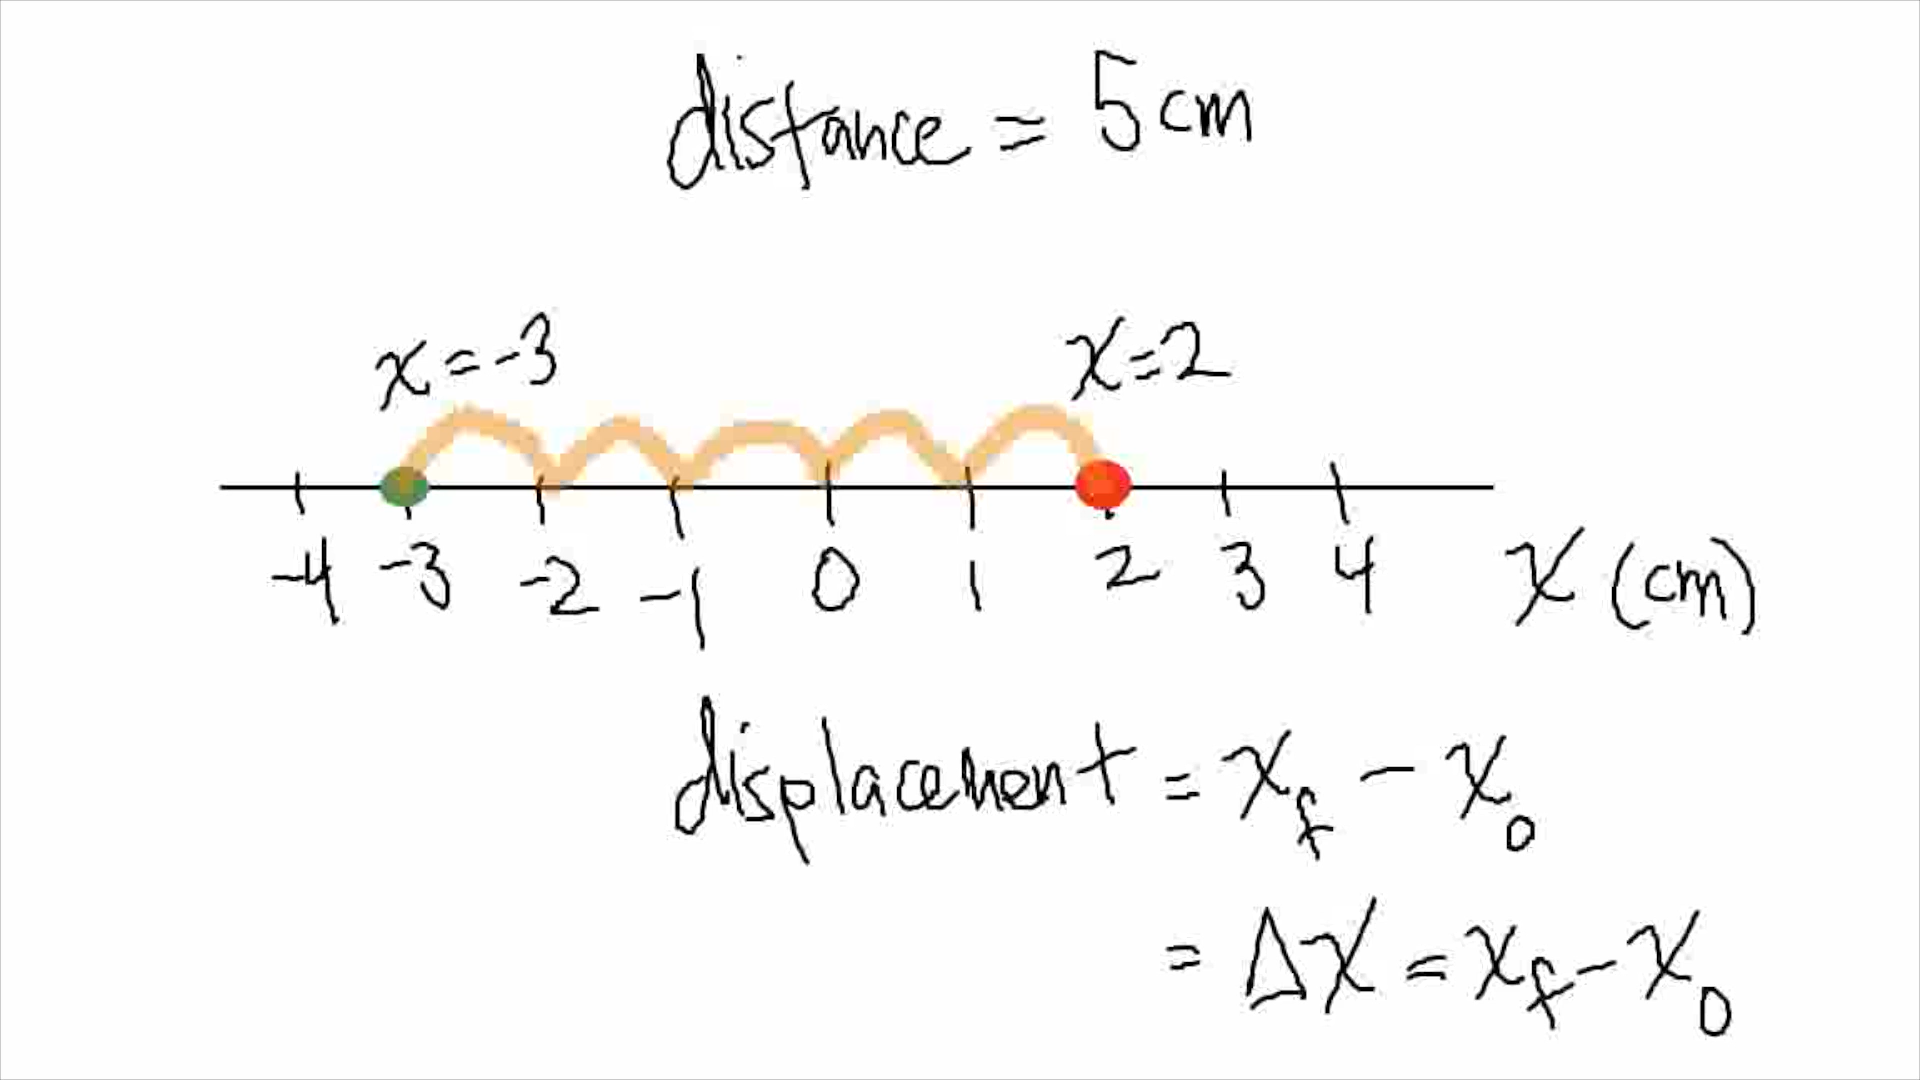 distance = 5 cm
x = -3
x = 2
-4 -3 -2 -1 0 1 2 3 4 x (cm)
displacement = x_f - x_0
= Δx = x_f - x_0